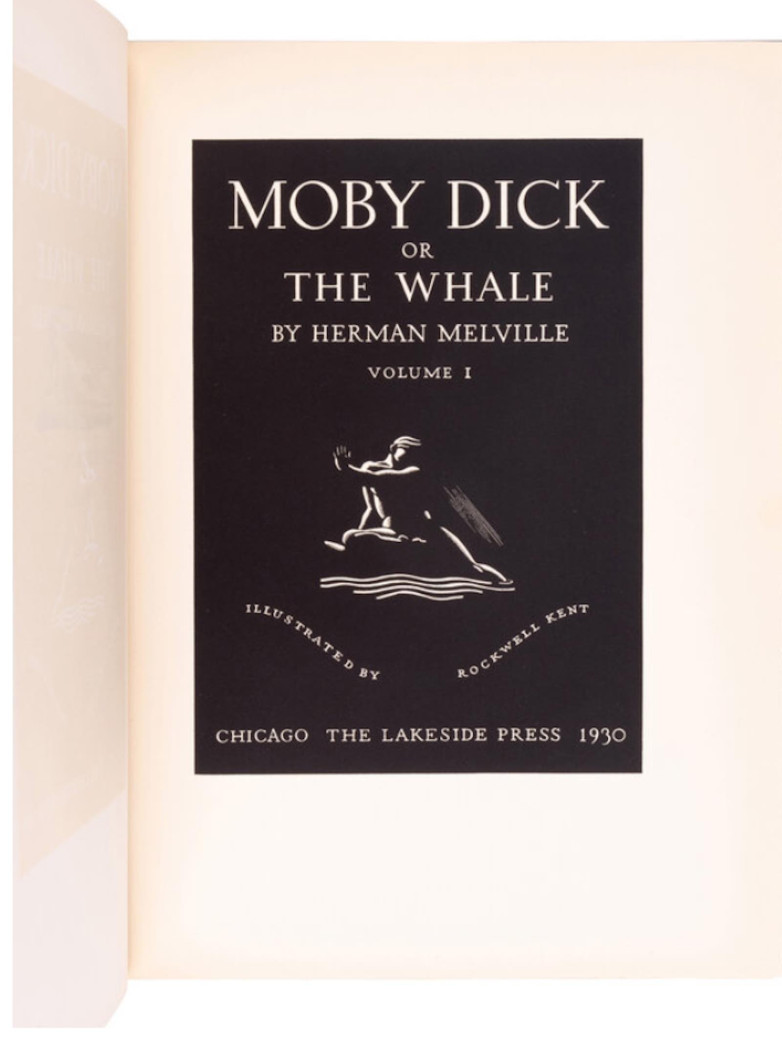 MOBY DICK
OR
THE WHALE
BY HERMAN MELVILLE
VOLUME I
ILLUSTRATED BY ROCKWELL KENT
CHICAGO THE LAKESIDE PRESS 1930